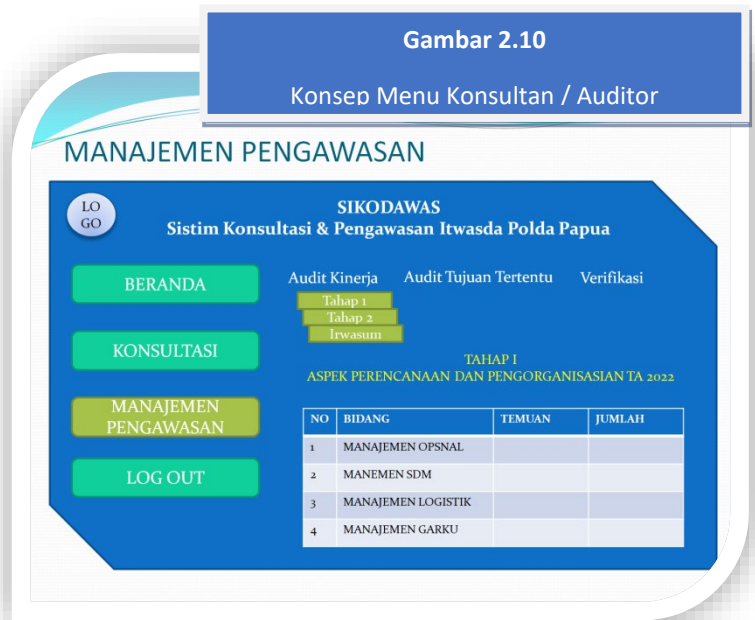 Gambar 2.10
Konsep Menu Konsultan / Auditor
MANAJEMEN PENGAWASAN
LO
GO
SIKODAWAS
Sistim Konsultasi & Pengawasan Itwasda Polda Papua
BERANDA
KONSULTASI
MANAJEMEN
PENGAWASAN
LOG OUT
Audit Kinerja Audit Tujuan Tertentu Verifikasi
Tahap 1
Tahap 2
Irwasum
TAHAP I
ASPEK PERENCANAAN DAN PENGORGANISASIAN TA 2022
NO BIDANG TEMUAN JUMLAH
1 MANAJEMEN OPSNAL
2 MANEMEN SDM
3 MANAJEMEN LOGISTIK
4 MANAJEMEN GARKU